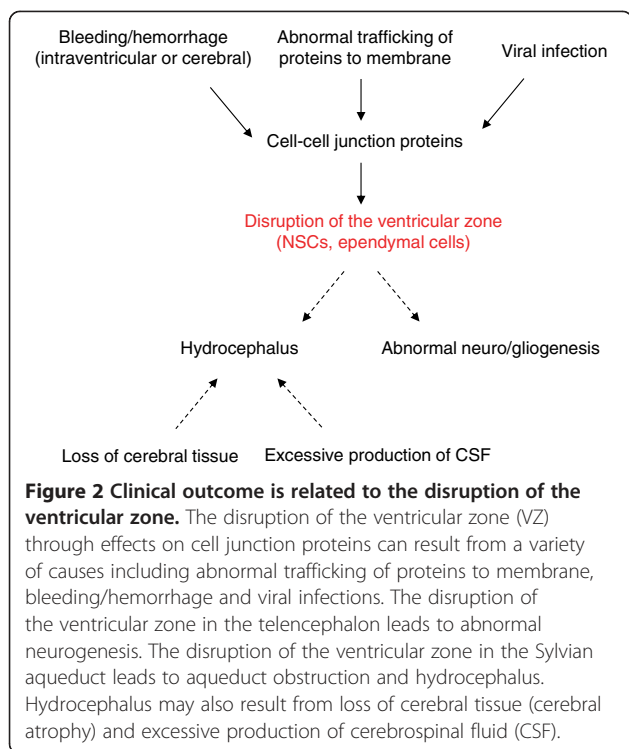 Bleeding/hemorrhage
(intraventricular or cerebral)
Abnormal trafficking of
proteins to membrane
Viral infection
Cell-cell junction proteins
Disruption of the ventricular zone
(NSCs, ependymal cells)
Hydrocephalus
Abnormal neuro/gliogenesis
Loss of cerebral tissue
Excessive production of CSF
Figure 2 Clinical outcome is related to the disruption of the
ventricular zone. The disruption of the ventricular zone (VZ)
through effects on cell junction proteins can result from a variety
of causes including abnormal trafficking of proteins to membrane,
bleeding/hemorrhage and viral infections. The disruption of
the ventricular zone in the telencephalon leads to abnormal
neurogenesis. The disruption of the ventricular zone in the Sylvian
aqueduct leads to aqueduct obstruction and hydrocephalus.
Hydrocephalus may also result from loss of cerebral tissue (cerebral
atrophy) and excessive production of cerebrospinal fluid (CSF).